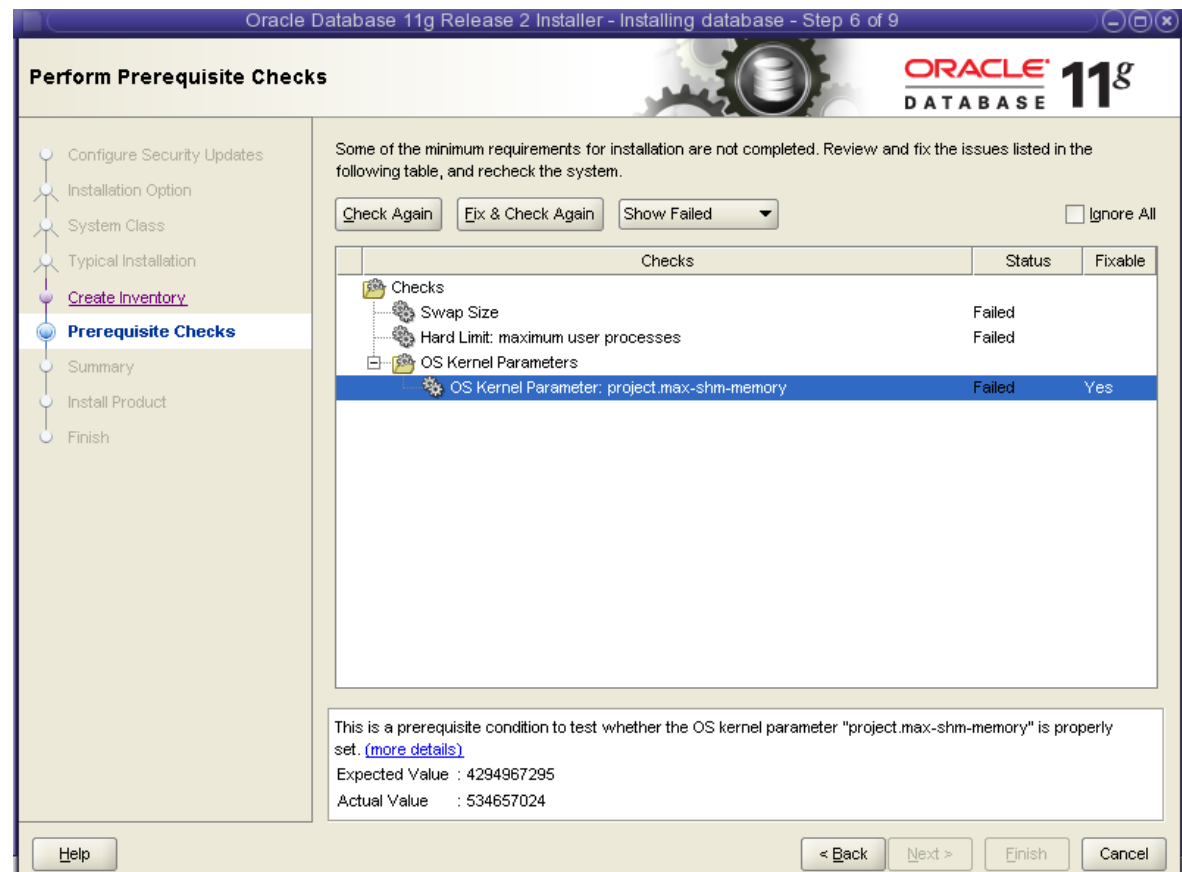 Oracle Database 11g Release 2 Installer - Installing database - Step 6 of 9
Perform Prerequisite Checks
ORACLE
DATABASE
11g
Configure Security Updates
Installation Option
System Class
Typical Installation
Create Inventory
Prerequisite Checks
Summary
Install Product
Finish
Some of the minimum requirements for installation are not completed. Review and fix the issues listed in the
following table, and recheck the system.
Check Again
Fix & Check Again
Show Failed
Ignore All
Checks Status Fixable
Checks
Swap Size Failed
Hard Limit: maximum user processes Failed
OS Kernel Parameters
OS Kernel Parameter: project.max-shm-memory Failed Yes
This is a prerequisite condition to test whether the OS kernel parameter "project.max-shm-memory" is properly
set. (more details)
Expected Value : 4294967295
Actual Value : 534657024
Help
< Back
Next >
Finish
Cancel